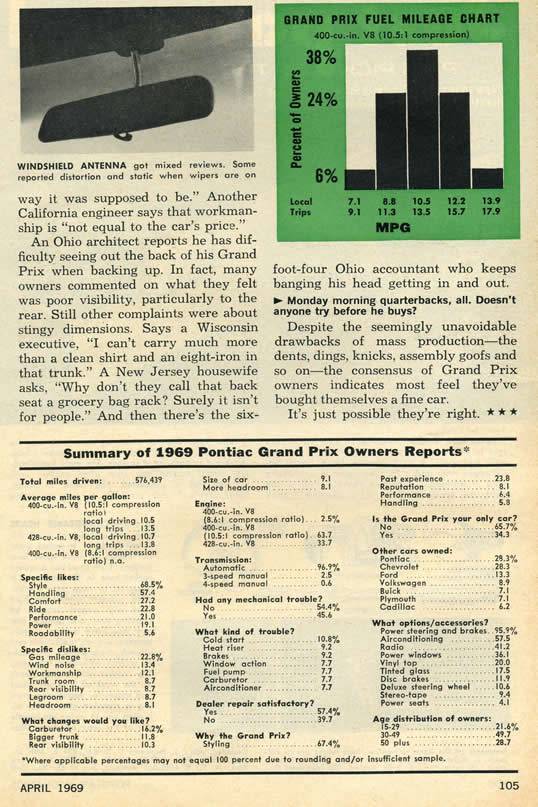 WINDSHIELD ANTENNA got mixed reviews. Some
reported distortion and static when wipers are on
way it was supposed to be." Another
California engineer says that workman-
ship is "not equal to the car's price."
An Ohio architect reports he has dif-
ficulty seeing out the back of his Grand
Prix when backing up. In fact, many
owners commented on what they felt
was poor visibility, particularly to the
rear. Still other complaints were about
stingy dimensions. Says a Wisconsin
executive, "I can't carry much more
than a clean shirt and an eight-iron in
that trunk." A New Jersey housewife
asks, "Why don't they call that back
seat a grocery bag rack? Surely it isn't
for people." And then there's the six-
GRAND PRIX FUEL MILEAGE CHART
400-cu.-in. V8 (10.5:1 compression)
Percent of Owners
38%
24%
6%
Local 7.1 8.8 10.5 12.2 13.9
Trips 9.1 11.3 13.5 15.7 17.9
MPG
foot-four Ohio accountant who keeps
banging his head getting in and out.
► Monday morning quarterbacks, all. Doesn't
anyone try before he buys?
Despite the seemingly unavoidable
drawbacks of mass production—the
dents, dings, knicks, assembly goofs and
so on—the consensus of Grand Prix
owners indicates most feel they've
bought themselves a fine car.
It's just possible they're right. ★★★
Summary of 1969 Pontiac Grand Prix Owners Reports*
Total miles driven: ......576,439
Average miles per gallon:
400-cu.-in. V8 (10.5:1 compression
ratio)
local driving 10.5
long trips ..13.5
428-cu.-in. V8, local driving .10.7
long trips ...13.8
400-cu.-in. V8 (8.6:1 compression
ratio) n.a.
Specific likes:
Style 68.5%
Handling 57.4
Comfort 27.2
Ride 22.8
Performance 21.0
Power 19.1
Roadability 5.6
Specific dislikes:
Gas mileage 22.8%
Wind noise 13.4
Workmanship 12.1
Trunk room 8.7
Rear visibility 8.7
Legroom 8.7
Headroom 8.1
What changes would you like?
Carburetor 16.2%
Bigger trunk 11.8
Rear visibility 10.3
Size of car 9.1
More headroom 8.1
Engine:
400-cu.-in. V8
(8.6:1 compression ratio) ... 2.5%
400-cu.-in. V8
(10.5:1 compression ratio) 63.7
428-cu.-in. V8 33.7
Transmission:
Automatic 96.9%
3-speed manual 2.5
4-speed manual 0.6
Had any mechanical trouble?
No 54.4%
Yes 45.6
What kind of trouble?
Cold start 10.8%
Heat riser 9.2
Brakes 9.2
Window action 7.7
Fuel pump 7.7
Carburetor 7.7
Airconditioner 7.7
Dealer repair satisfactory?
Yes 57.4%
No 39.7
Why the Grand Prix?
Styling 67.4%
Past experience 23.8
Reputation 8.1
Performance 6.4
Handling 5.8
Is the Grand Prix your only car?
No 65.7%
Yes 34.3
Other cars owned:
Pontiac 28.3%
Chevrolet 28.3
Ford 13.3
Volkswagen 8.9
Buick 7.1
Plymouth 7.1
Cadillac 6.2
What options/accessories?
Power steering and brakes 95.9%
Airconditioning 57.5
Radio 41.2
Power windows 36.1
Vinyl top 20.0
Tinted glass 17.5
Disc brakes 11.9
Deluxe steering wheel 10.6
Stereo-tape 9.4
Power seats 4.1
Age distribution of owners:
15-29 21.6%
30-49 49.7
50 plus 28.7
*Where applicable percentages may not equal 100 percent due to rounding and/or insufficient sample.
APRIL 1969
105